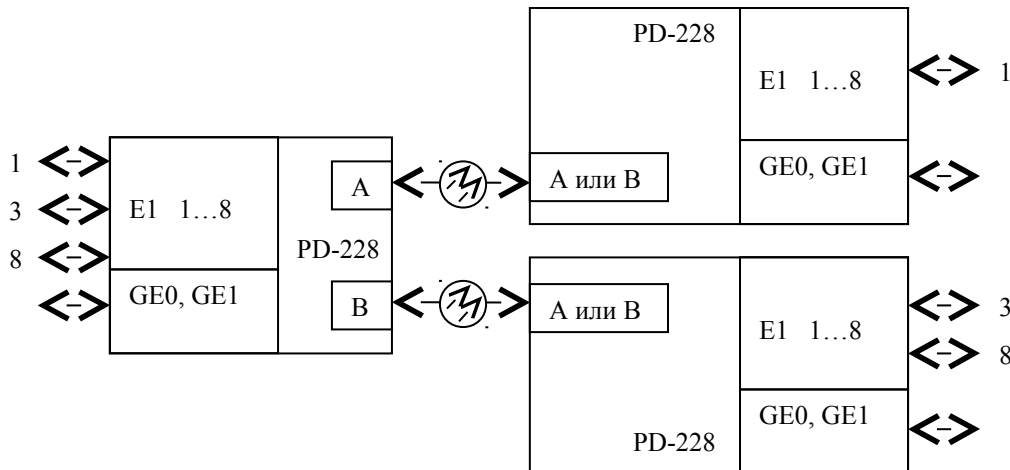 PD-228
E1 1…8
1
GE0, GE1
А или В
1
3
8
E1 1…8
GE0, GE1
PD-228
A
B
PD-228
E1 1…8
3
8
GE0, GE1
А или В